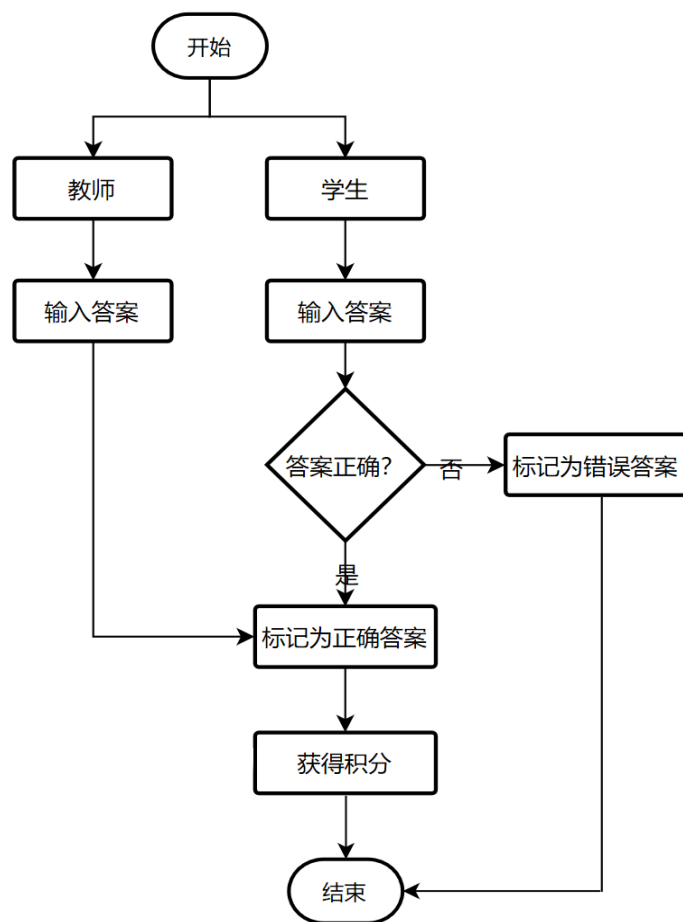 开始
教师
学生
输入答案
输入答案
答案正确?
否
标记为错误答案
是
标记为正确答案
获得积分
结束